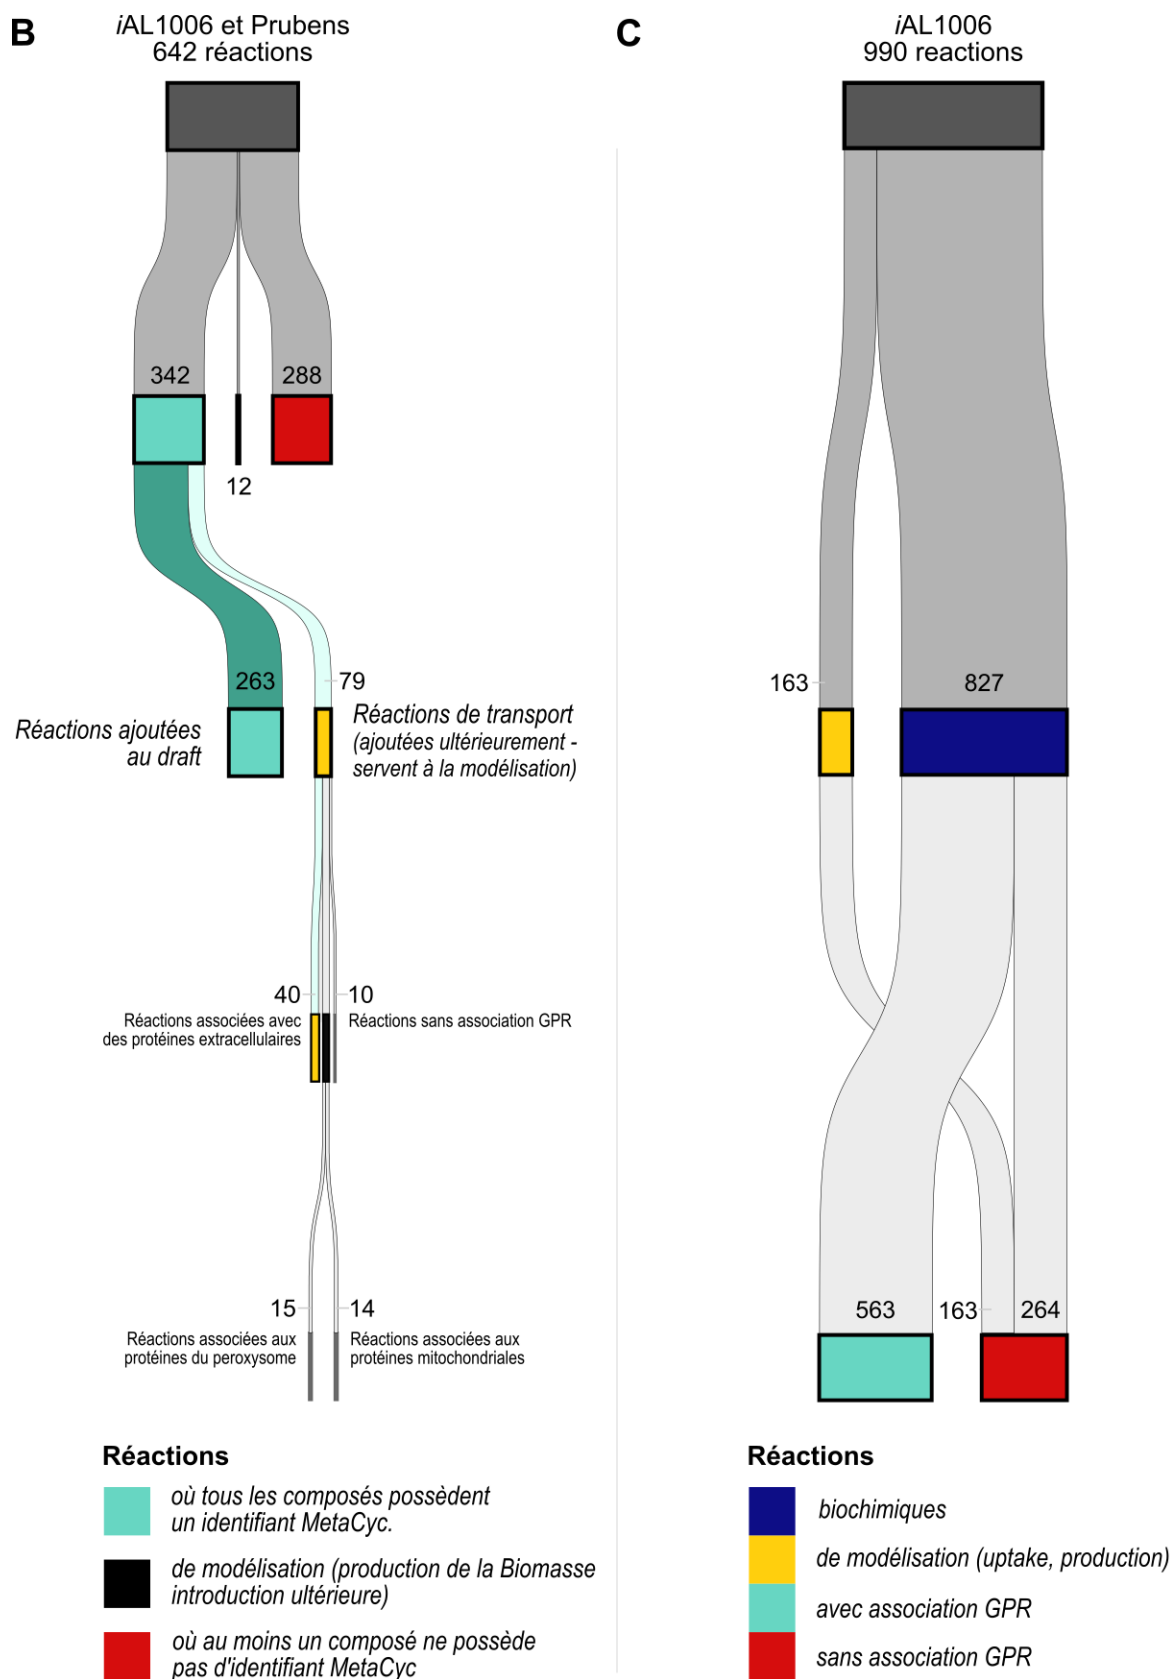 B
iAL1006 et Prubens
642 réactions
342
288
12
263
79
Réactions ajoutées
au draft
Réactions de transport
(ajoutées ultérieurement -
servent à la modélisation)
40
10
Réactions associées avec
des protéines extracellulaires
Réactions sans association GPR
15
14
Réactions associées aux
protéines du peroxysome
Réactions associées aux
protéines mitochondriales
Réactions
où tous les composés possèdent
un identifiant MetaCyc.
de modélisation (production de la Biomasse
introduction ultérieure)
où au moins un composé ne possède
pas d'identifiant MetaCyc
C
iAL1006
990 reactions
163
827
563
163
264
Réactions
biochimiques
de modélisation (uptake, production)
avec association GPR
sans association GPR